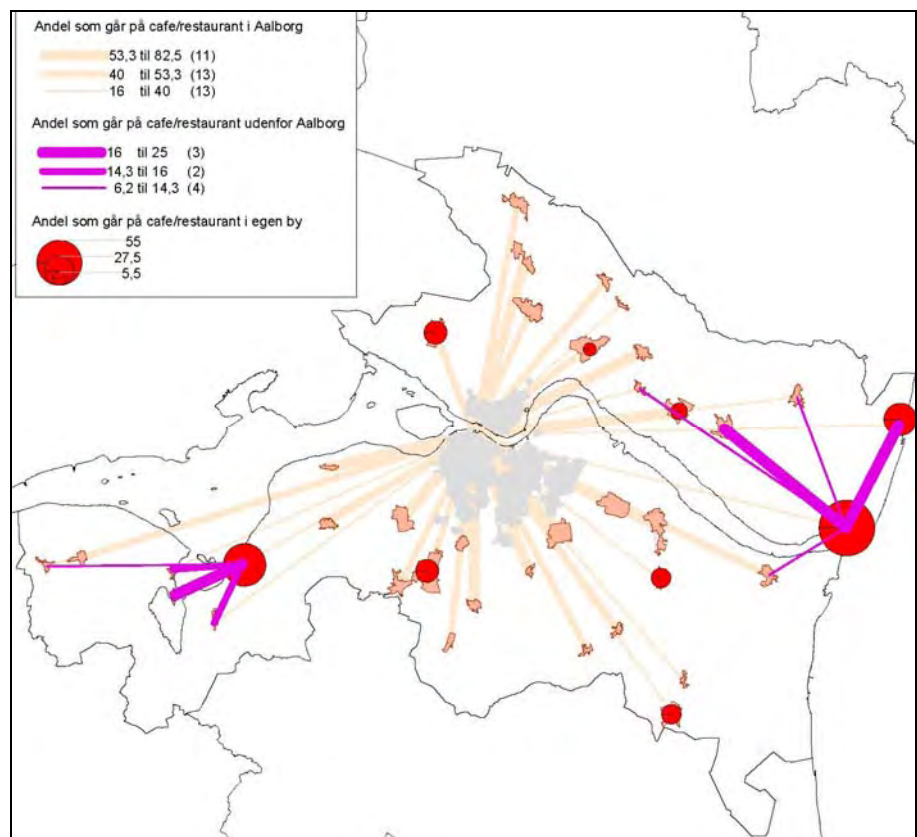 Andel som går på cafe/restaurant i Aalborg
53,3 til 82,5 (11)
40 til 53,3 (13)
16 til 40 (13)
Andel som går på cafe/restaurant udenfor Aalborg
16 til 25 (3)
14,3 til 16 (2)
6,2 til 14,3 (4)
Andel som går på cafe/restaurant i egen by
55
27,5
5,5